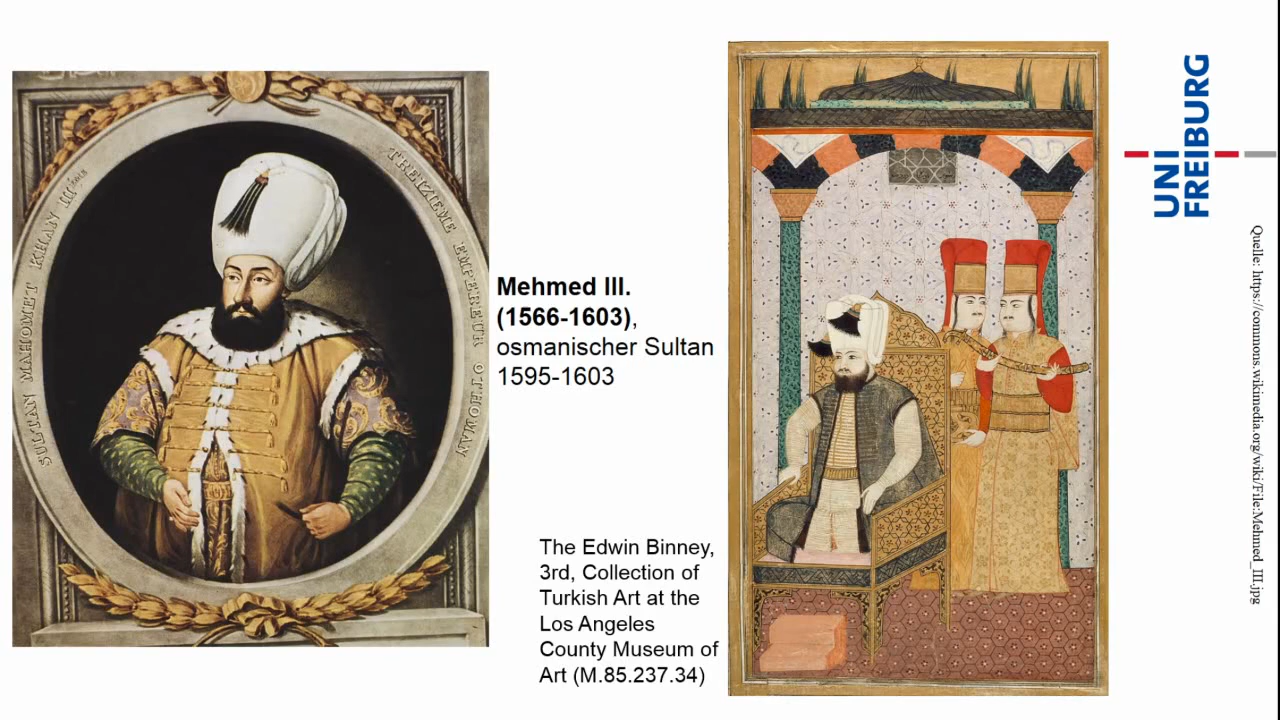 SULTAN MAHOMET KHAN III
TREIZIEME EMPEREUR OTHOMAN
Mehmed III.
(1566-1603),
osmanischer Sultan
1595-1603
The Edwin Binney,
3rd, Collection of
Turkish Art at the
Los Angeles
County Museum of
Art (M.85.237.34)
UNI
FREIBURG
Quelle: https://commons.wikimedia.org/wiki/File:Mehmed_III.jpg